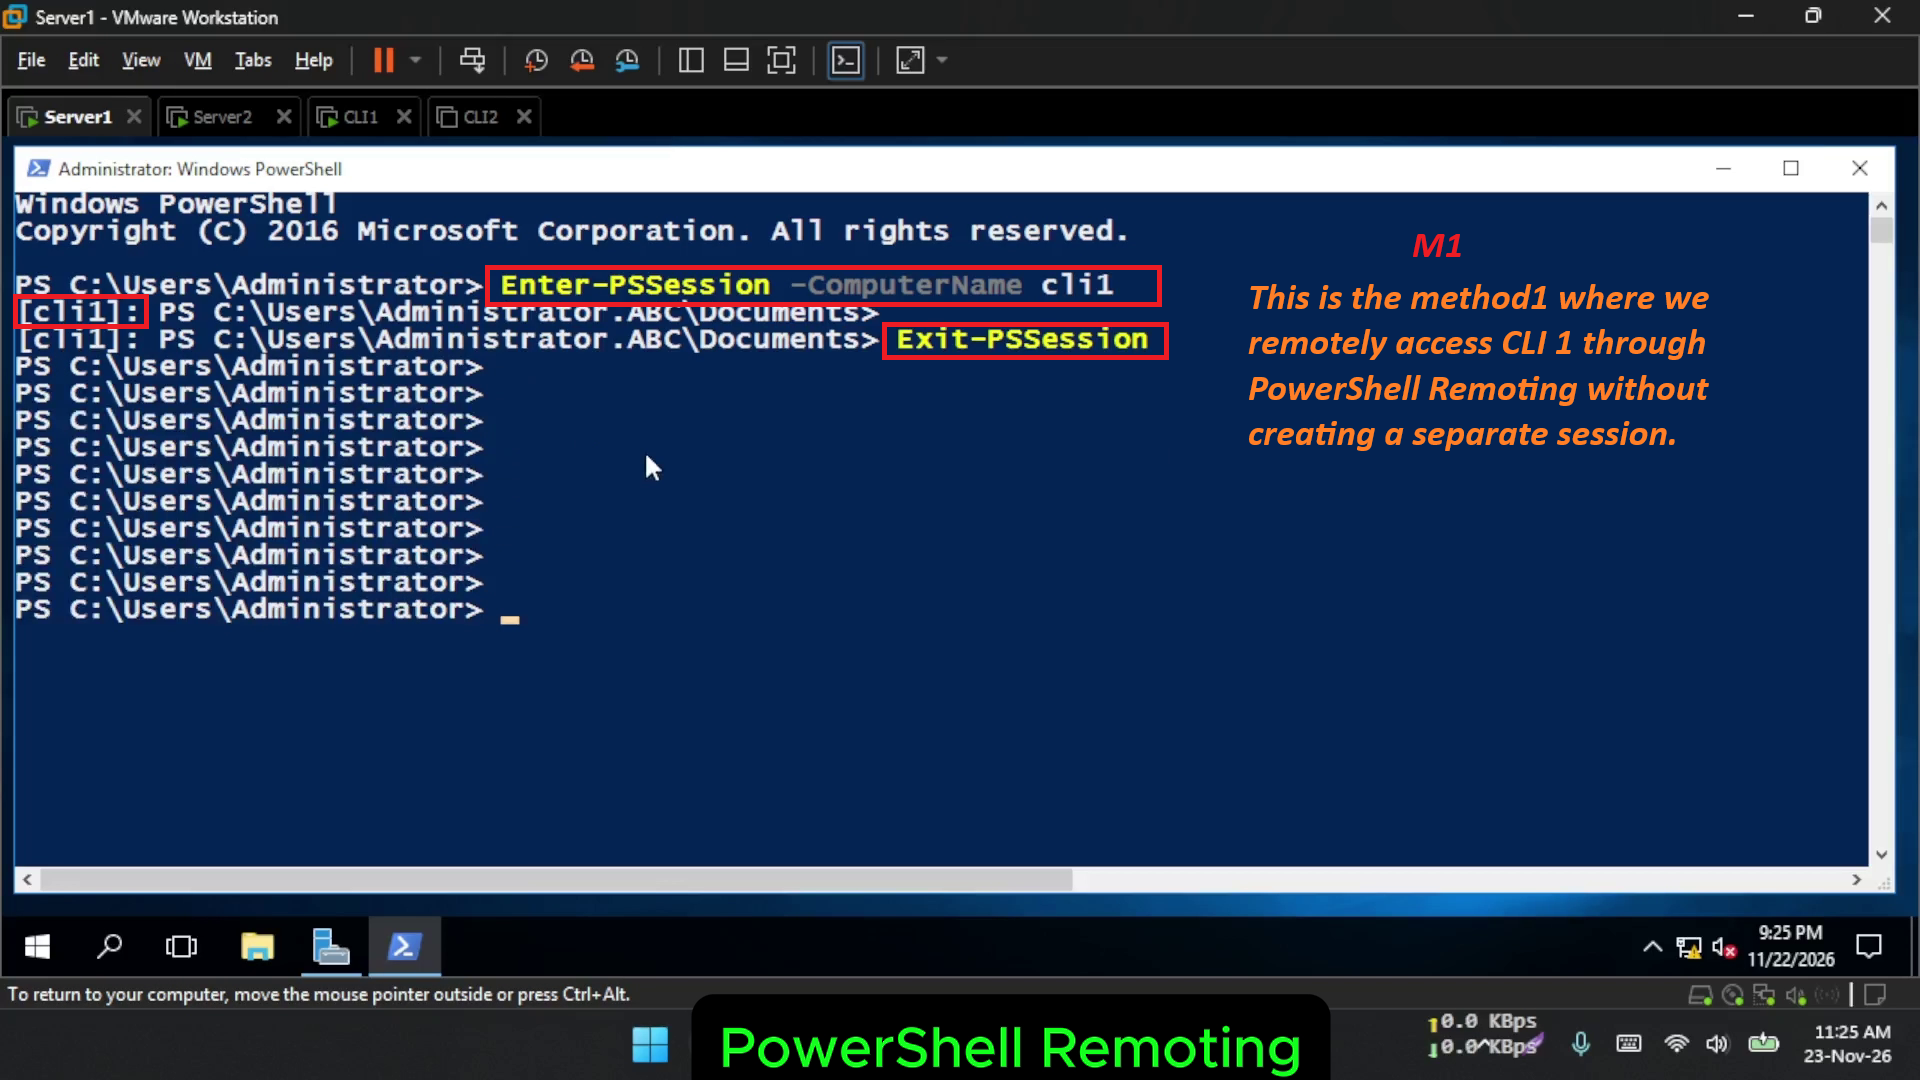 Server1 - VMware Workstation
File Edit View VM Tabs Help
Server1 Server2 CLI1 CLI2
Administrator: Windows PowerShell
Windows PowerShell
Copyright (C) 2016 Microsoft Corporation. All rights reserved.
PS C:\Users\Administrator> Enter-PSSession -ComputerName cli1
[cli1]: PS C:\Users\Administrator.ABC\Documents>
[cli1]: PS C:\Users\Administrator.ABC\Documents> Exit-PSSession
PS C:\Users\Administrator>
PS C:\Users\Administrator>
PS C:\Users\Administrator>
PS C:\Users\Administrator>
PS C:\Users\Administrator>
PS C:\Users\Administrator>
PS C:\Users\Administrator>
PS C:\Users\Administrator>
PS C:\Users\Administrator>
PS C:\Users\Administrator>
M1
This is the method1 where we
remotely access CLI 1 through
PowerShell Remoting without
creating a separate session.
9:25 PM
11/22/2026
To return to your computer, move the mouse pointer outside or press Ctrl+Alt.
PowerShell Remoting
0.0 KBps
0.0 KBps
11:25 AM
23-Nov-26